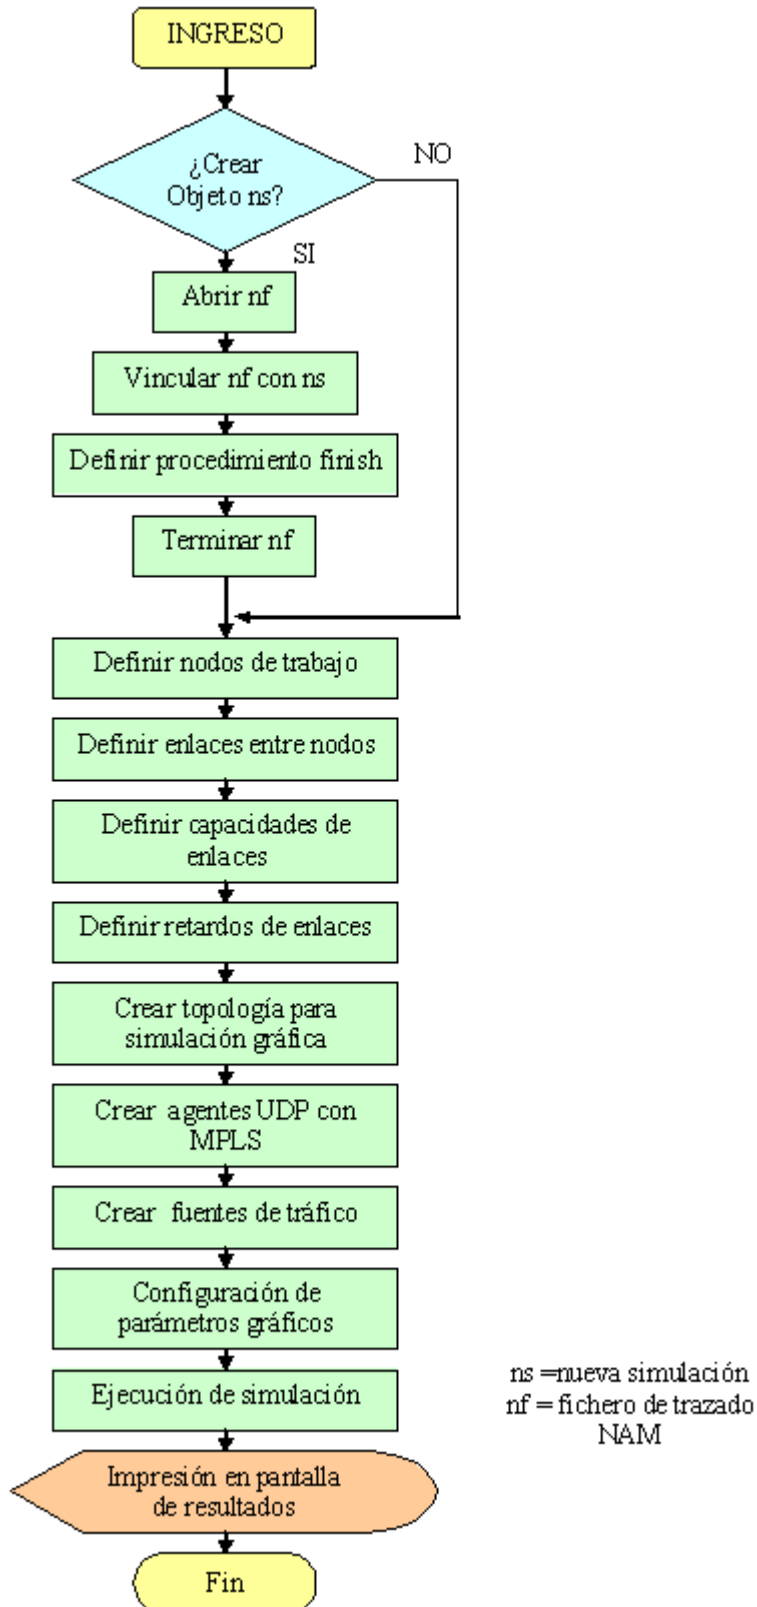 INGRESO
¿Crear
Objeto ns?
NO
SI
Abrir nf
Vincular nf con ns
Definir procedimiento finish
Terminar nf
Definir nodos de trabajo
Definir enlaces entre nodos
Definir capacidades de
enlaces
Definir retardos de enlaces
Crear topología para
simulación gráfica
Crear agentes UDP con
MPLS
Crear fuentes de tráfico
Configuración de
parámetros gráficos
Ejecución de simulación
ns =nueva simulación
nf = fichero de trazado
NAM
Impresión en pantalla
de resultados
Fin